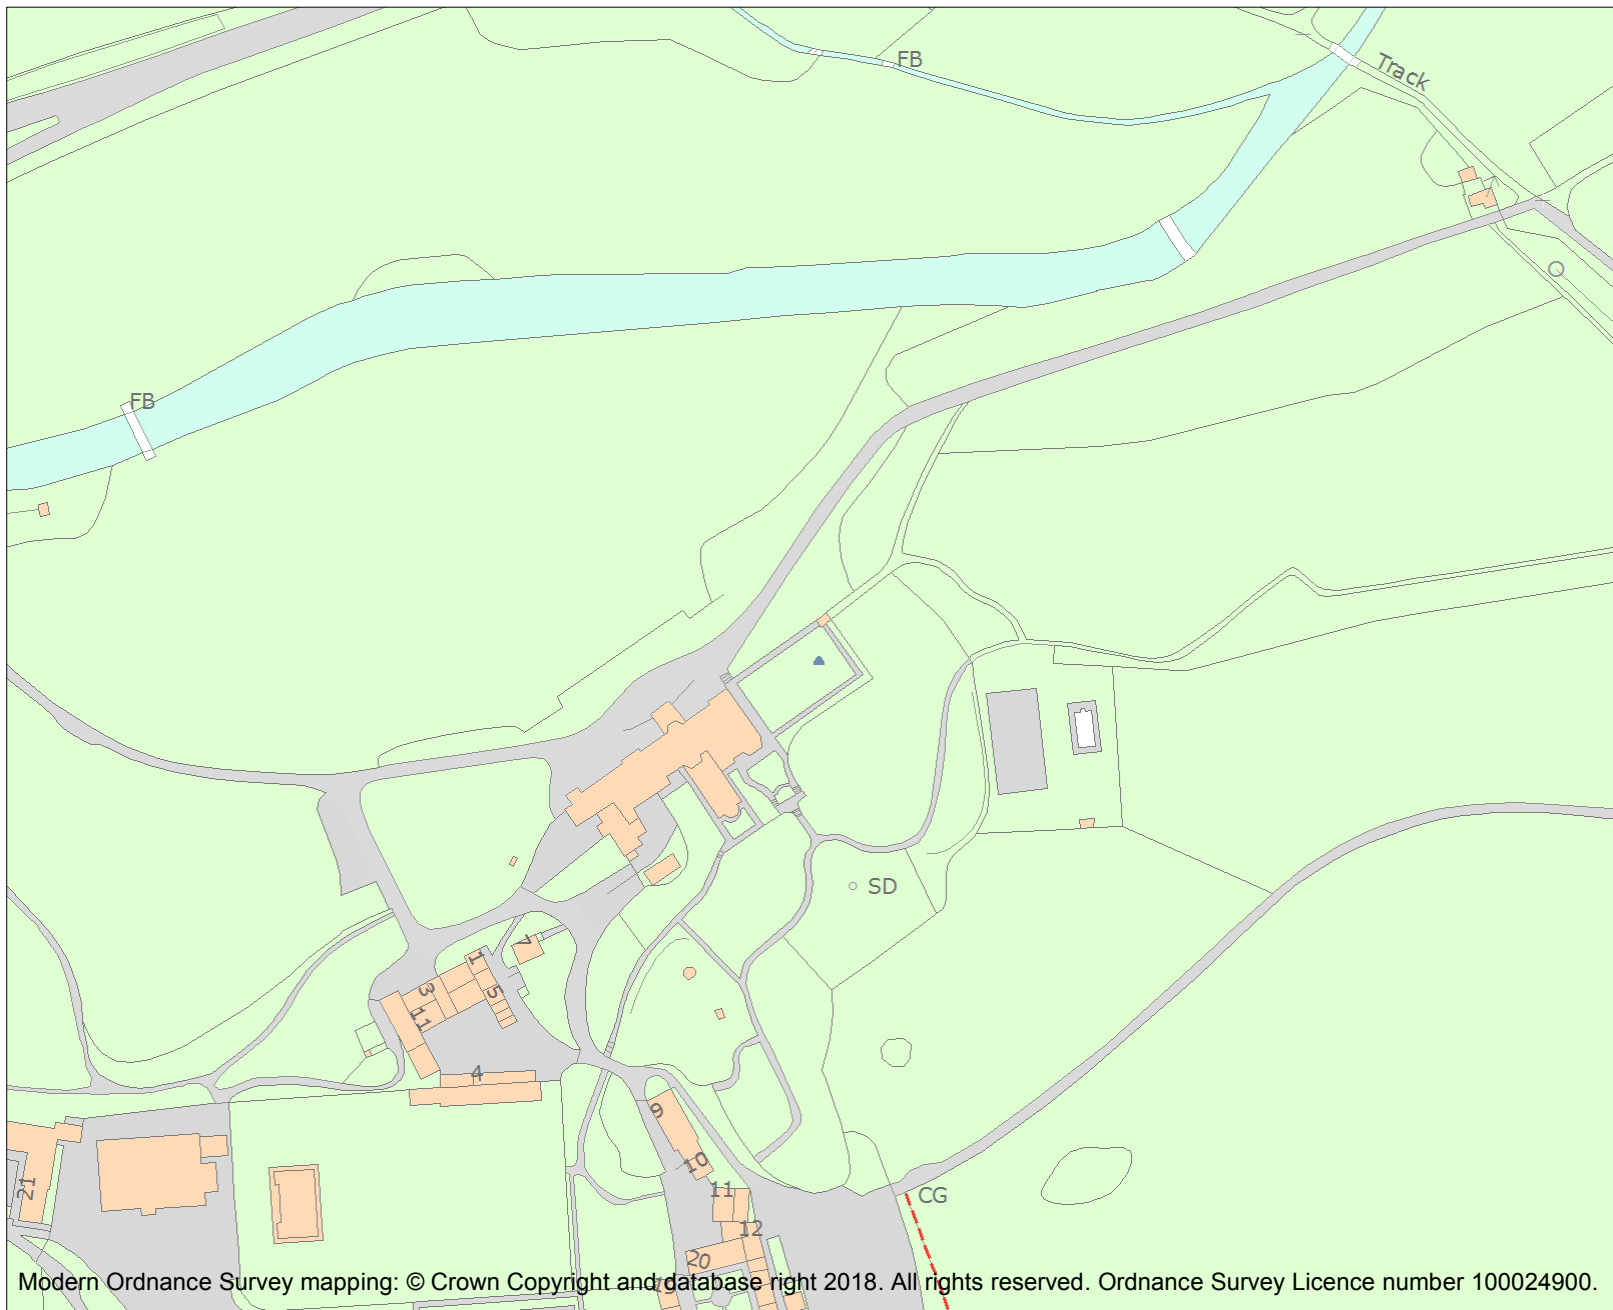 FB
Track
FB
SD
7
1
3
5
11
4
9
10
11
21
CG
12
20
19
Modern Ordnance Survey mapping: © Crown Copyright and database right 2018. All rights reserved. Ordnance Survey Licence number 100024900.